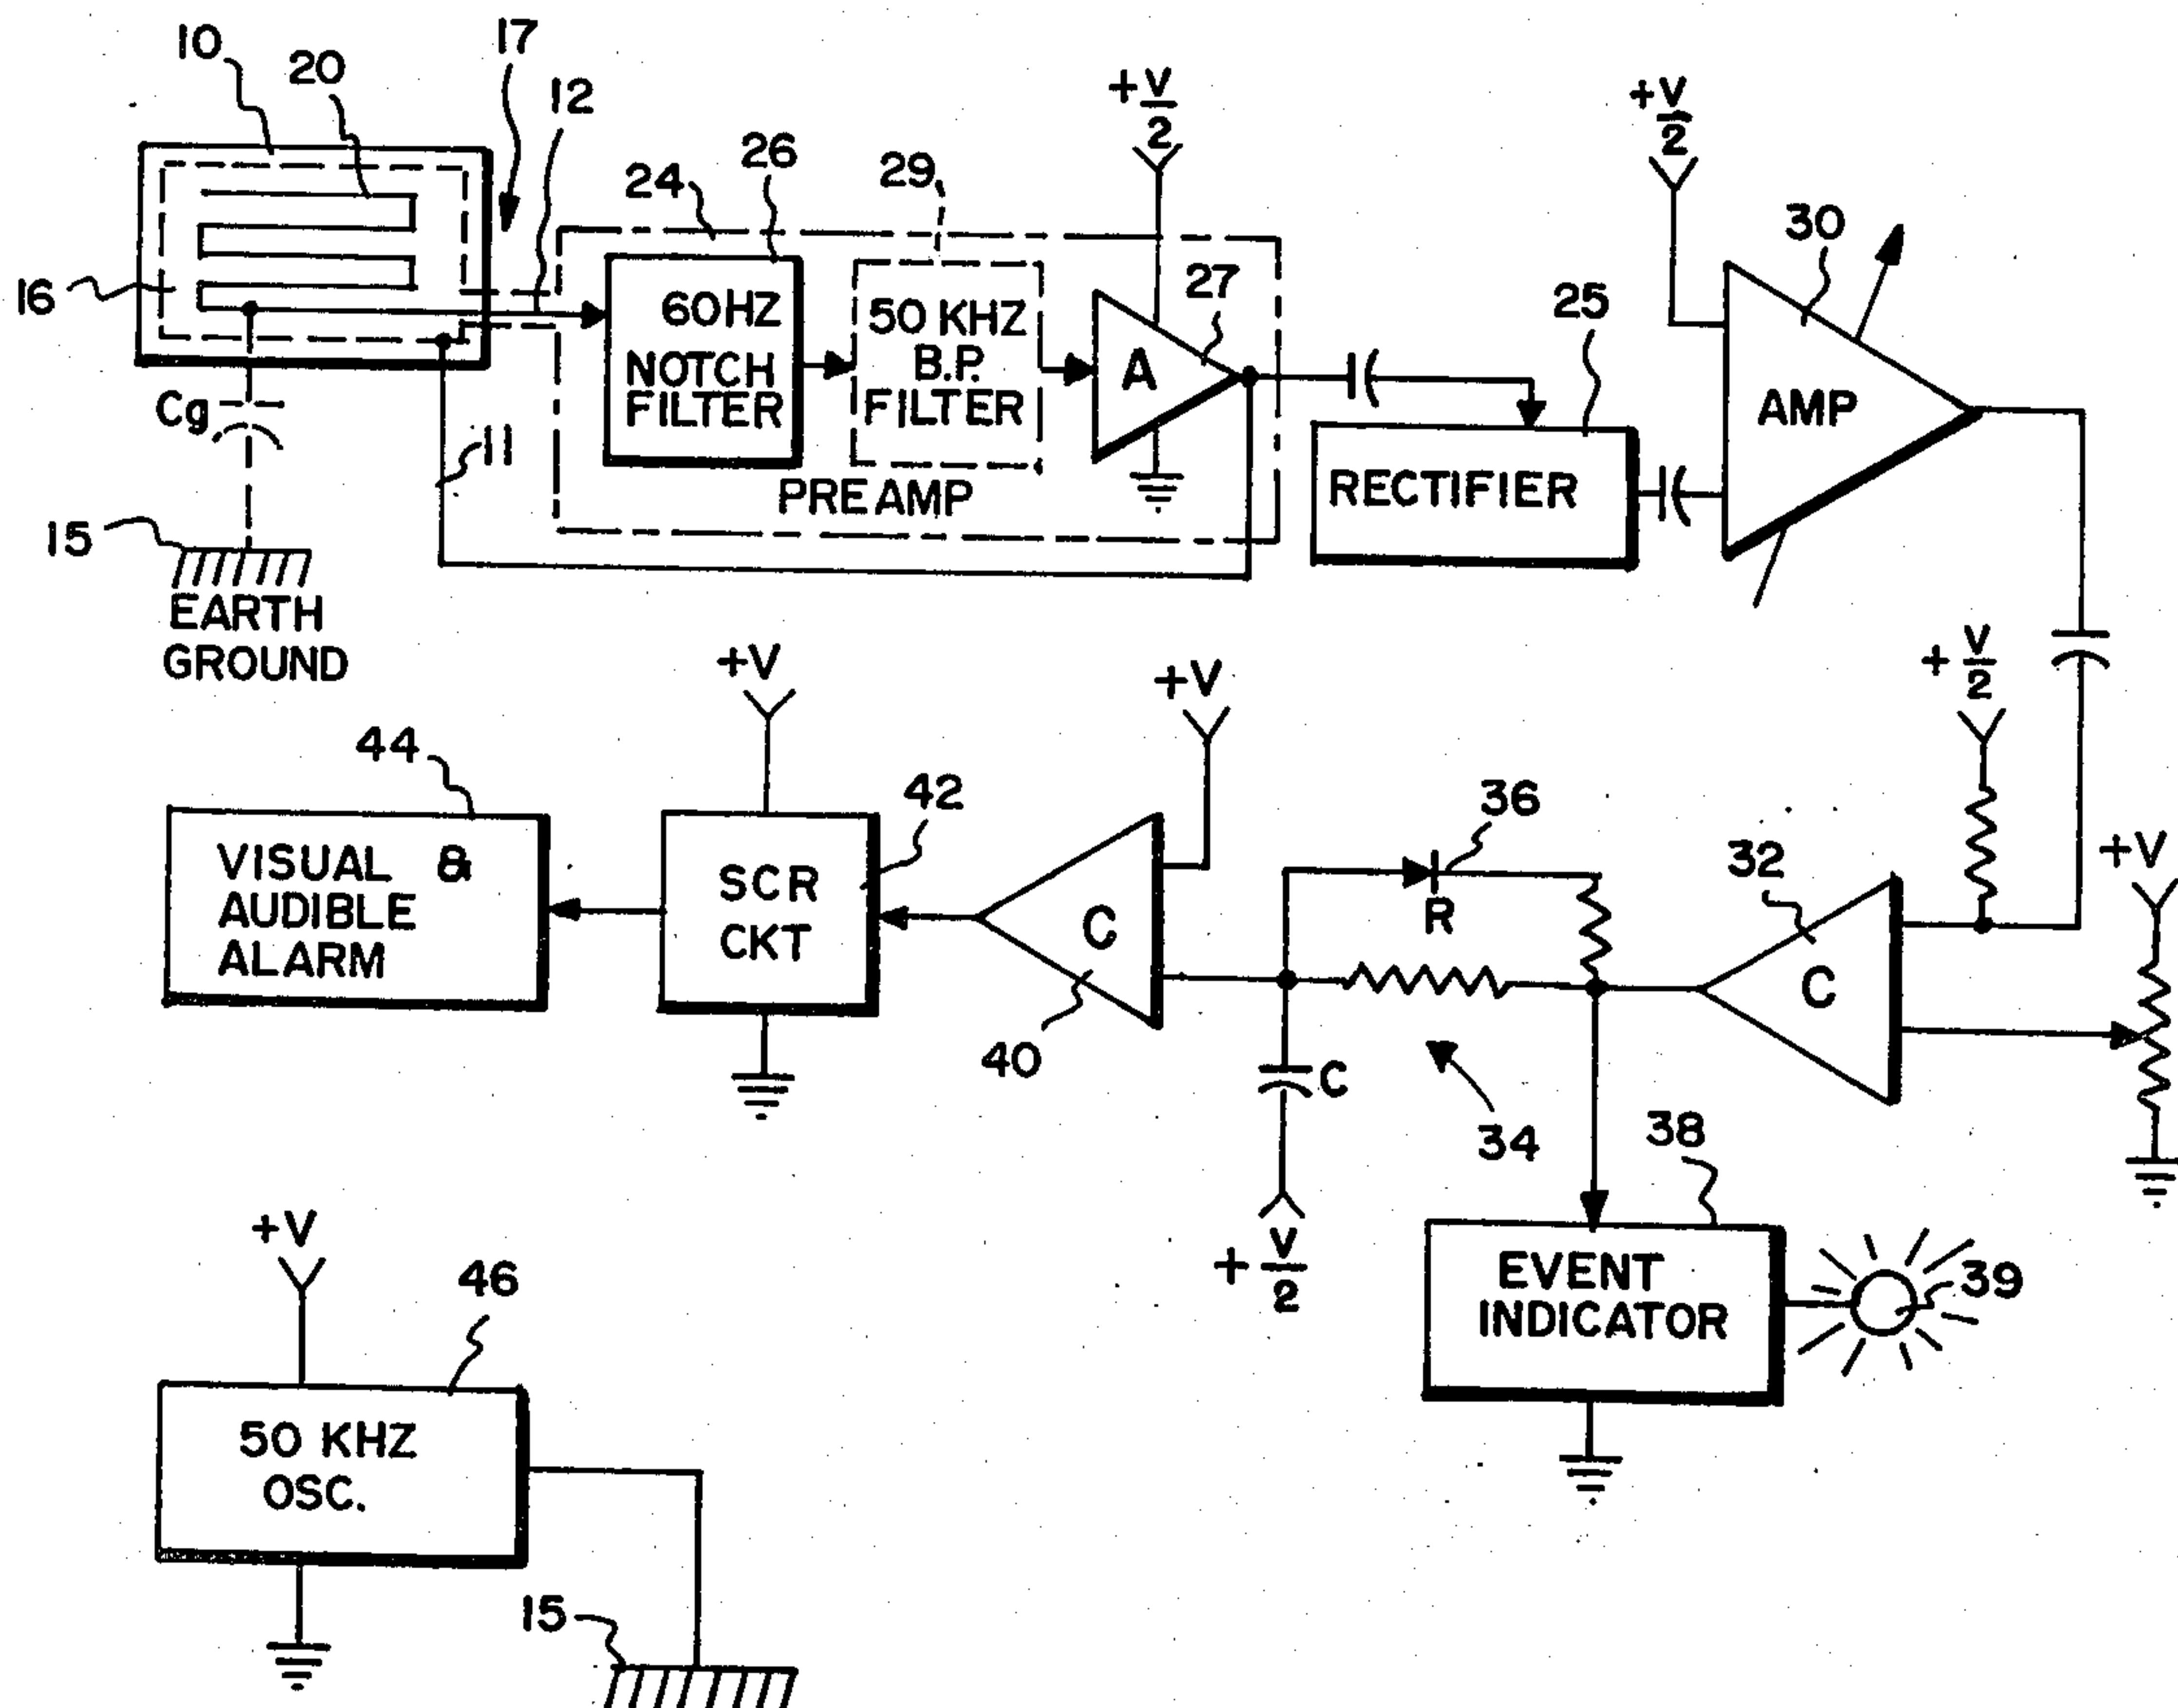 10
20
17
12
+V/2
+V/2
24
26
29
27
30
16
25
60HZ
NOTCH
FILTER
50 KHZ
B.P.
FILTER
A
AMP
Cg
11
PREAMP
RECTIFIER
15
EARTH
GROUND
+V
+V
+ V/2
44
42
36
32
+V
VISUAL &
AUDIBLE
ALARM
SCR
CKT
C
R
C
40
C
34
38
+V
46
+ V/2
EVENT
INDICATOR
39
50 KHZ
OSC.
15